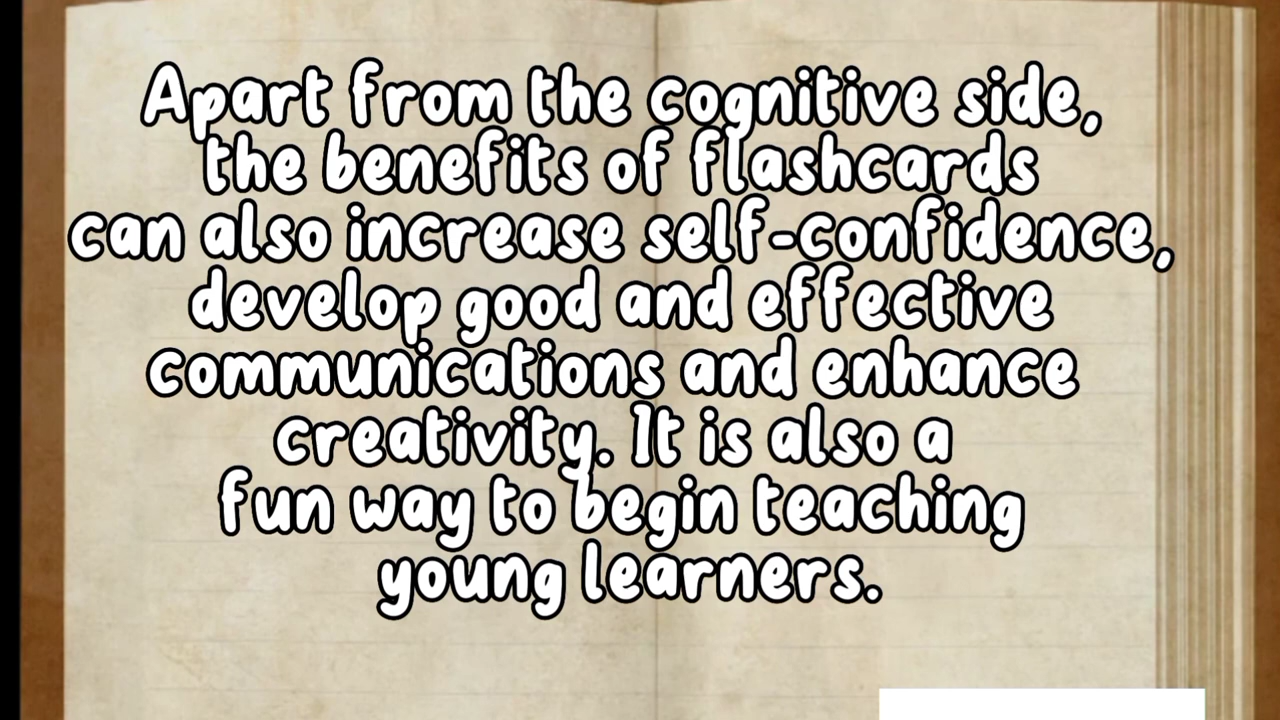 Apart from the cognitive side,
the benefits of flashcards
can also increase self-confidence,
develop good and effective
communications and enhance
creativity. It is also a
fun way to begin teaching
young learners.